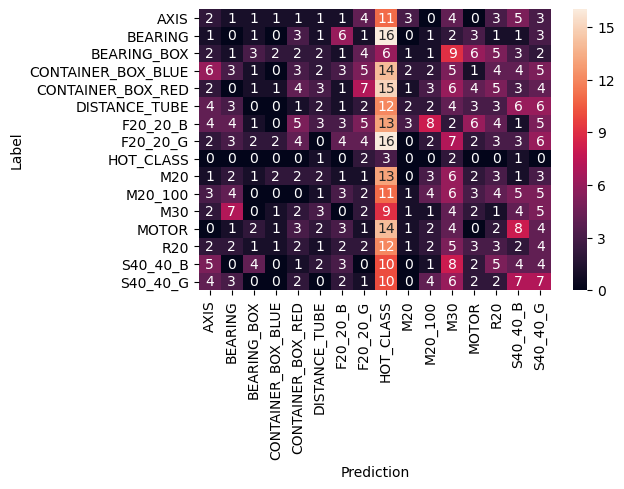 AXIS 2 1 1 1 1 1 1 4 11 3 0 4 0 3 5 3
BEARING 1 0 1 0 3 1 6 1 16 0 1 2 3 1 1 3
BEARING_BOX 2 1 3 2 2 2 1 4 6 1 1 9 6 5 3 2
CONTAINER_BOX_BLUE 6 3 1 0 3 2 3 5 14 2 2 5 1 4 4 5
CONTAINER_BOX_RED 2 0 1 1 4 3 1 7 15 1 3 6 4 5 3 4
DISTANCE_TUBE 4 3 0 0 1 2 1 2 12 2 2 4 3 3 6 6
F20_20_B 4 4 1 0 5 3 3 5 13 3 8 2 6 4 1 5
F20_20_G 2 3 2 2 4 0 4 4 16 0 2 7 2 3 3 6
HOT_CLASS 0 0 0 0 0 1 0 2 3 0 0 2 0 0 1 0
M20 1 2 1 2 2 2 1 1 13 0 3 6 2 3 1 3
M20_100 3 4 0 0 0 1 3 2 11 1 4 6 3 4 5 5
M30 2 7 0 1 2 3 0 2 9 1 1 4 2 1 4 5
MOTOR 0 1 2 1 3 2 3 1 14 1 2 4 0 2 8 4
R20 2 2 1 1 2 1 2 2 12 1 2 5 3 3 2 4
S40_40_B 5 0 4 0 1 2 3 0 10 0 1 8 2 5 4 4
S40_40_G 4 3 0 0 2 0 2 1 10 0 4 6 2 2 7 7
AXIS BEARING BEARING_BOX CONTAINER_BOX_BLUE CONTAINER_BOX_RED DISTANCE_TUBE F20_20_B F20_20_G HOT_CLASS M20 M20_100 M30 MOTOR R20 S40_40_B S40_40_G
Label
Prediction
15
12
9
6
3
0